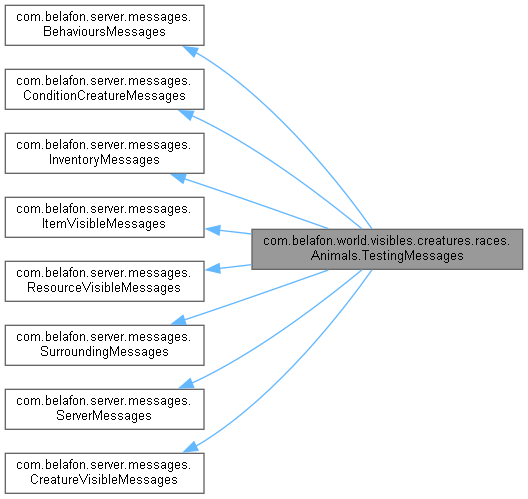 com.belafon.server.messages.
BehavioursMessages
com.belafon.server.messages.
ConditionCreatureMessages
com.belafon.server.messages.
InventoryMessages
com.belafon.server.messages.
ItemVisibleMessages
com.belafon.world.visibles.creatures.races.
Animals.TestingMessages
com.belafon.server.messages.
ResourceVisibleMessages
com.belafon.server.messages.
SurroundingMessages
com.belafon.server.messages.
ServerMessages
com.belafon.server.messages.
CreatureVisibleMessages